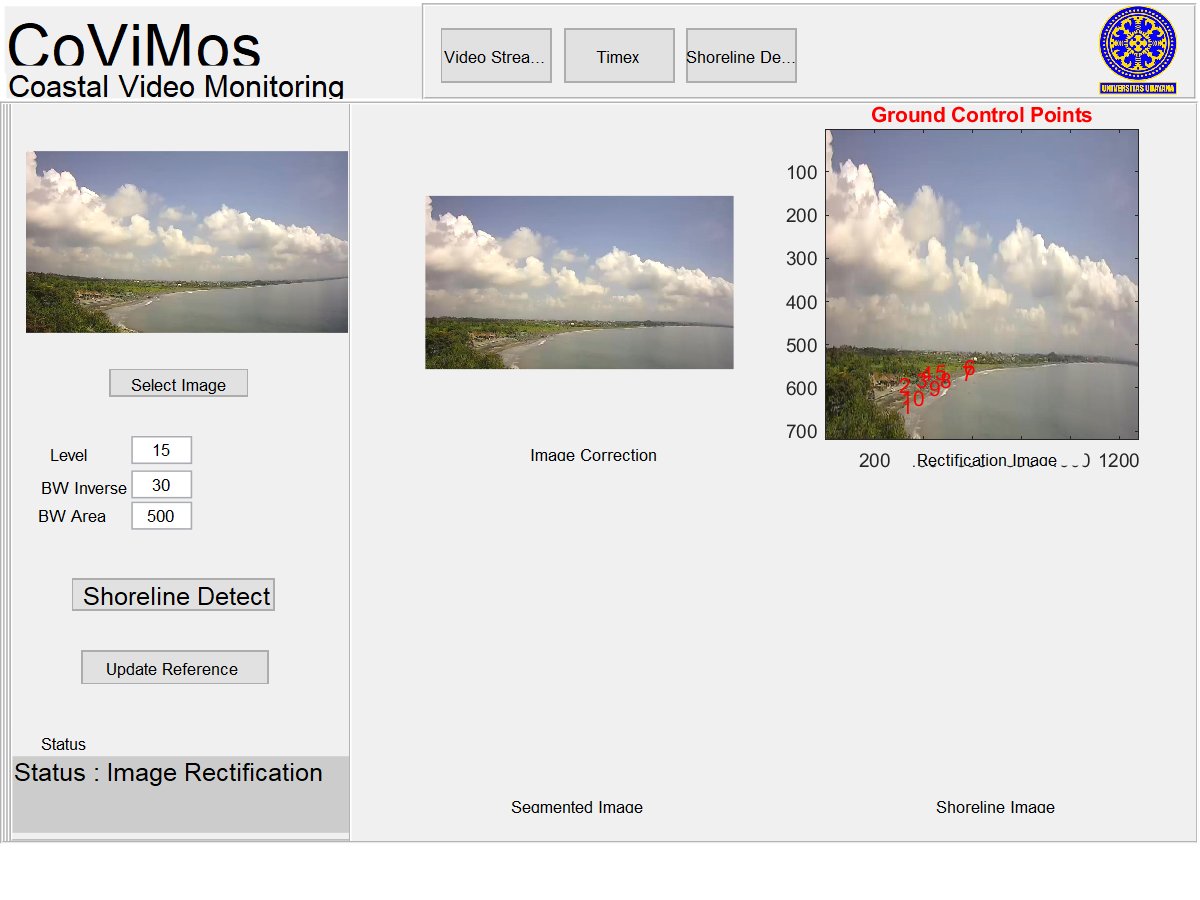 CoViMos
Coastal Video Monitoring
Video Strea...
Timex
Shoreline De...
UNIVERSITAS UDAYANA
Ground Control Points
100
200
300
400
500
600
700
2 3 4 5 6
7
8
9
10
200
1200
Rectification Image
Select Image
Level
15
BW Inverse
30
BW Area
500
Image Correction
Shoreline Detect
Update Reference
Status
Status : Image Rectification
Segmented Image
Shoreline Image